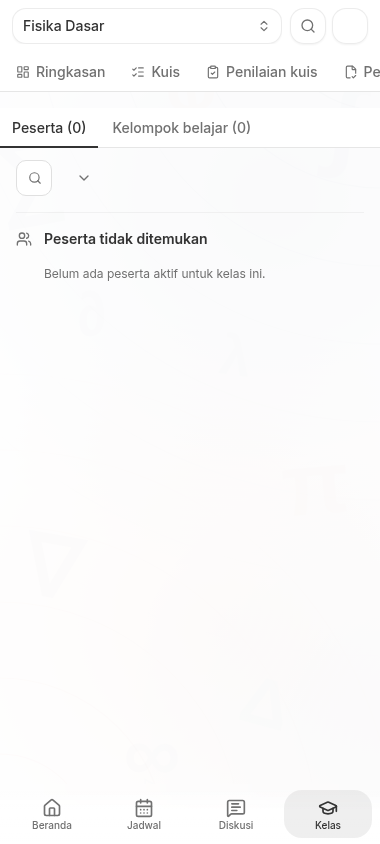 Fisika Dasar
Ringkasan
Kuis
Penilaian kuis
Pe
Peserta (0)
Kelompok belajar (0)
Peserta tidak ditemukan
Belum ada peserta aktif untuk kelas ini.
Beranda
Jadwal
Diskusi
Kelas